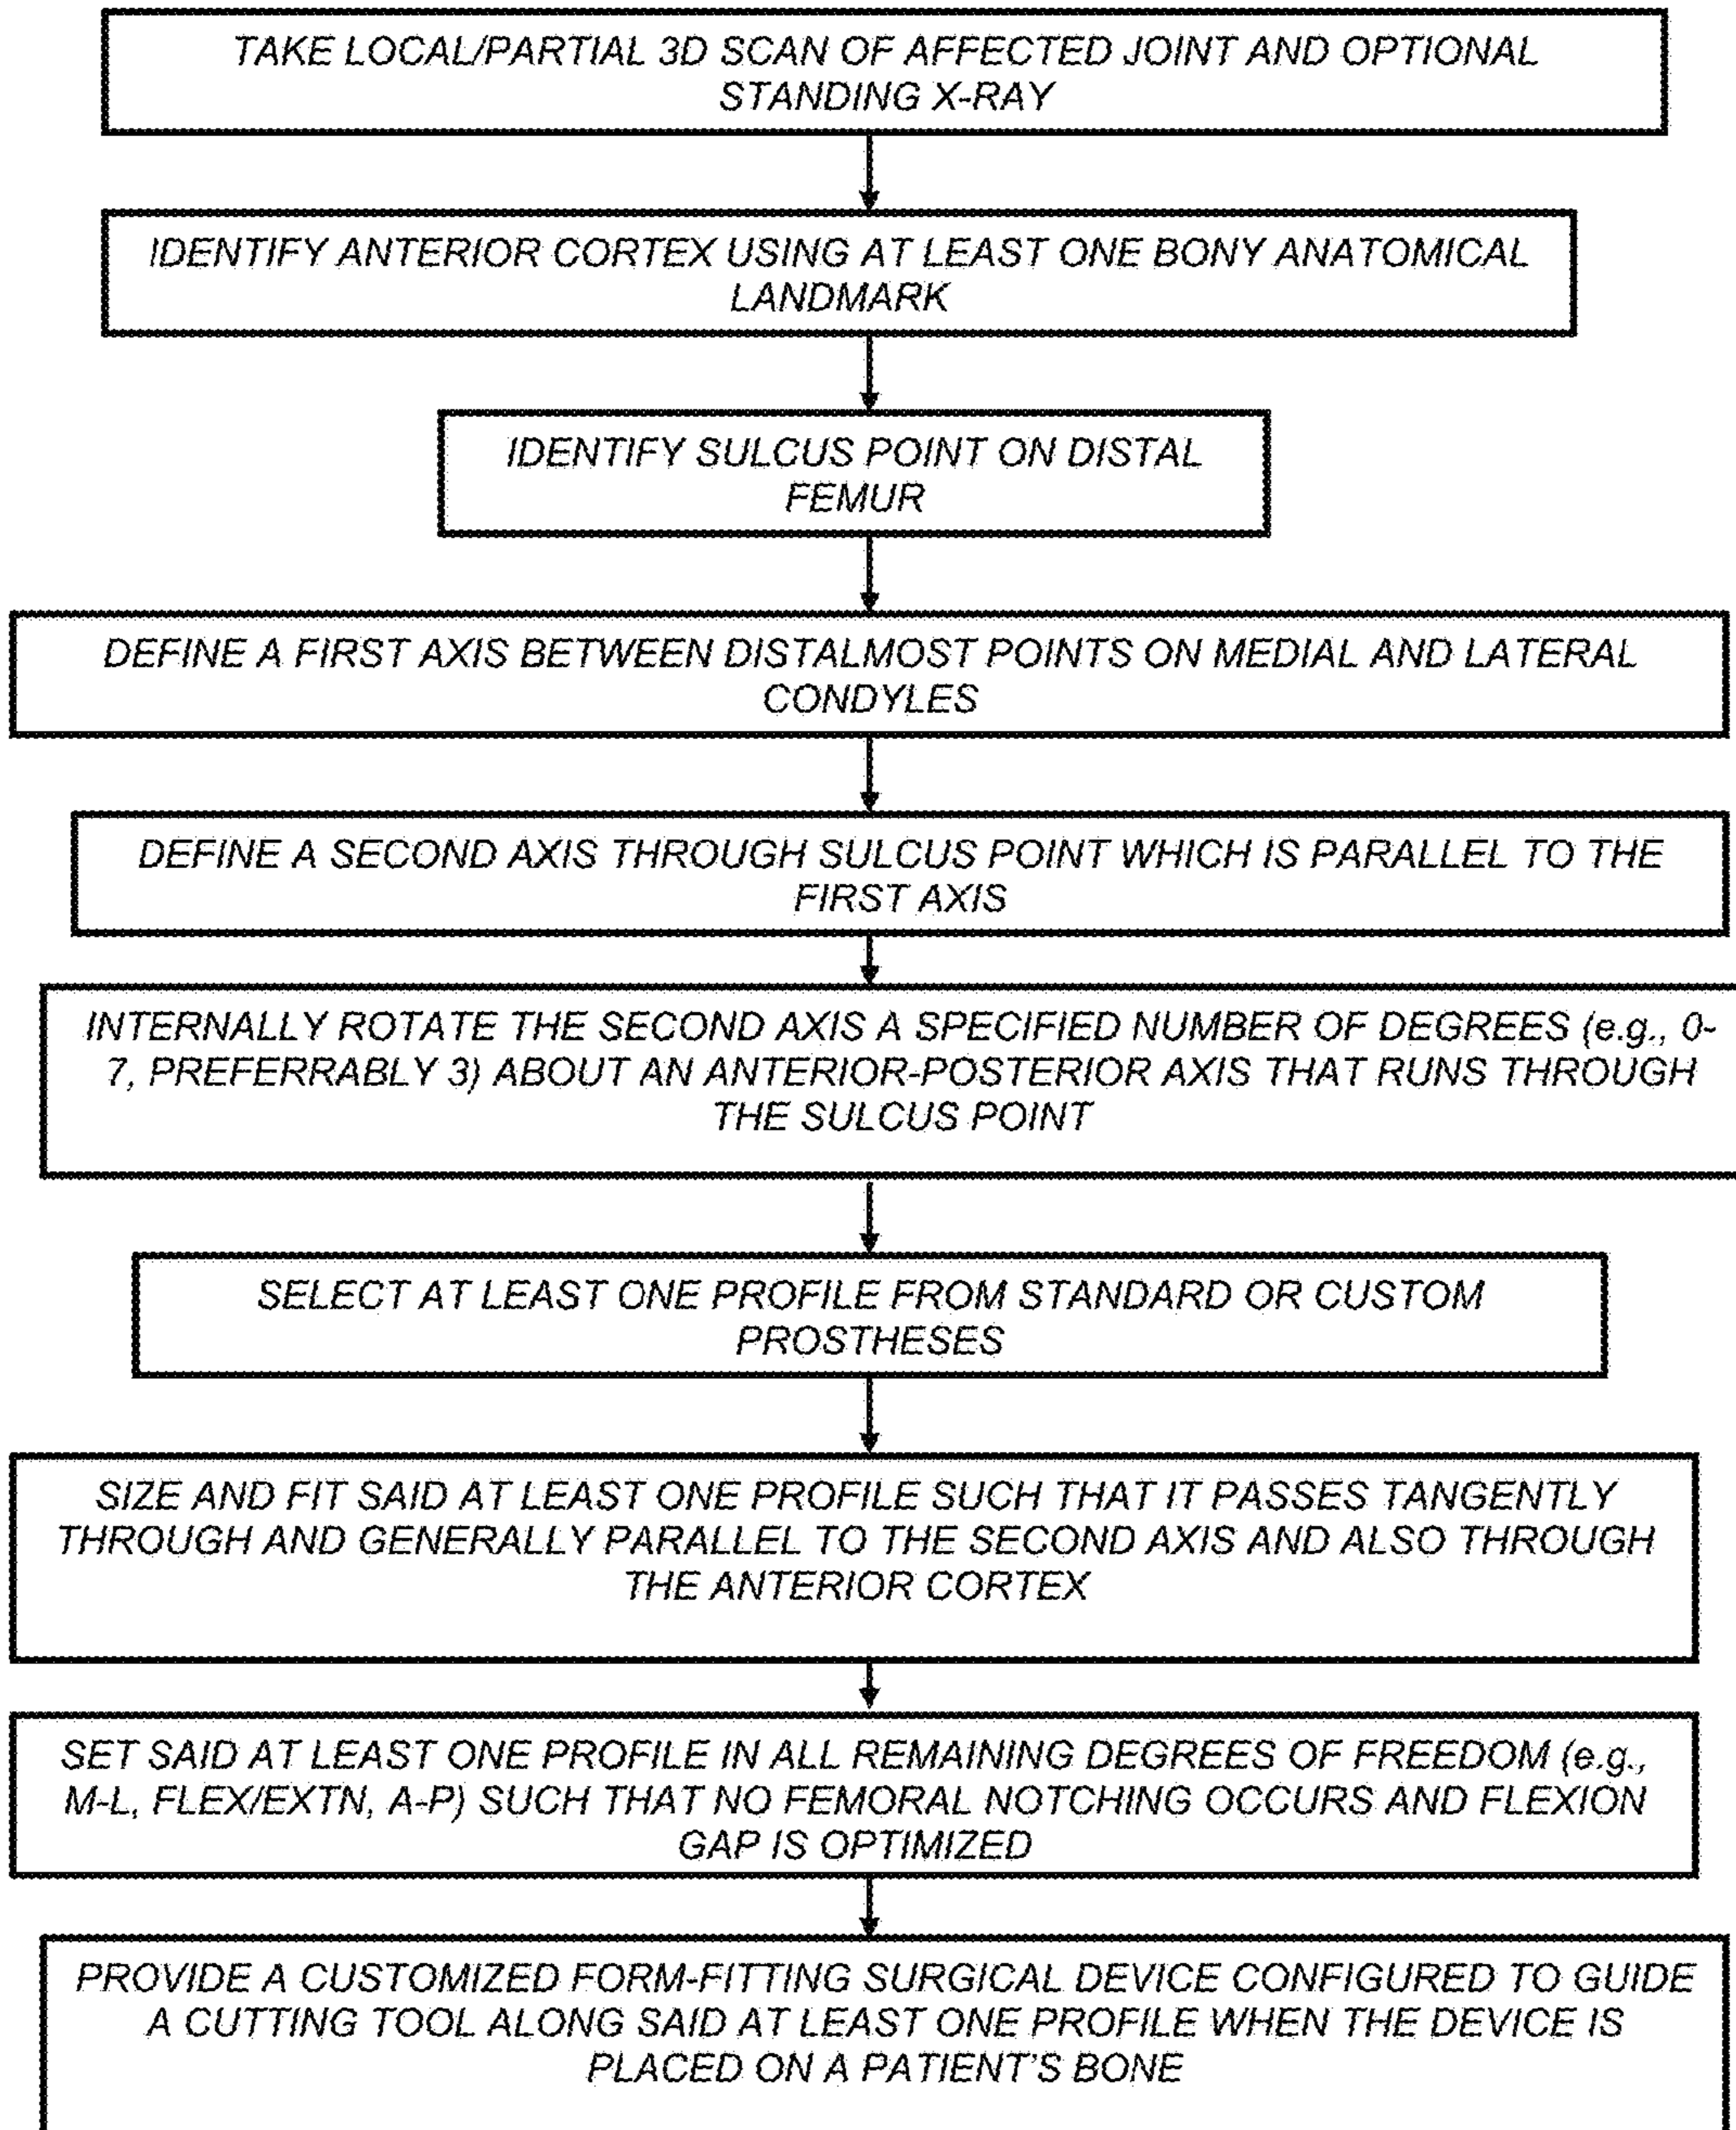 TAKE LOCAL/PARTIAL 3D SCAN OF AFFECTED JOINT AND OPTIONAL
STANDING X-RAY
IDENTIFY ANTERIOR CORTEX USING AT LEAST ONE BONY ANATOMICAL
LANDMARK
IDENTIFY SULCUS POINT ON DISTAL
FEMUR
DEFINE A FIRST AXIS BETWEEN DISTALMOST POINTS ON MEDIAL AND LATERAL
CONDYLES
DEFINE A SECOND AXIS THROUGH SULCUS POINT WHICH IS PARALLEL TO THE
FIRST AXIS
INTERNALLY ROTATE THE SECOND AXIS A SPECIFIED NUMBER OF DEGREES (e.g., 0-
7, PREFERRABLY 3) ABOUT AN ANTERIOR-POSTERIOR AXIS THAT RUNS THROUGH
THE SULCUS POINT
SELECT AT LEAST ONE PROFILE FROM STANDARD OR CUSTOM
PROSTHESES
SIZE AND FIT SAID AT LEAST ONE PROFILE SUCH THAT IT PASSES TANGENTLY
THROUGH AND GENERALLY PARALLEL TO THE SECOND AXIS AND ALSO THROUGH
THE ANTERIOR CORTEX
SET SAID AT LEAST ONE PROFILE IN ALL REMAINING DEGREES OF FREEDOM (e.g.,
M-L, FLEX/EXTN, A-P) SUCH THAT NO FEMORAL NOTCHING OCCURS AND FLEXION
GAP IS OPTIMIZED
PROVIDE A CUSTOMIZED FORM-FITTING SURGICAL DEVICE CONFIGURED TO GUIDE
A CUTTING TOOL ALONG SAID AT LEAST ONE PROFILE WHEN THE DEVICE IS
PLACED ON A PATIENT'S BONE